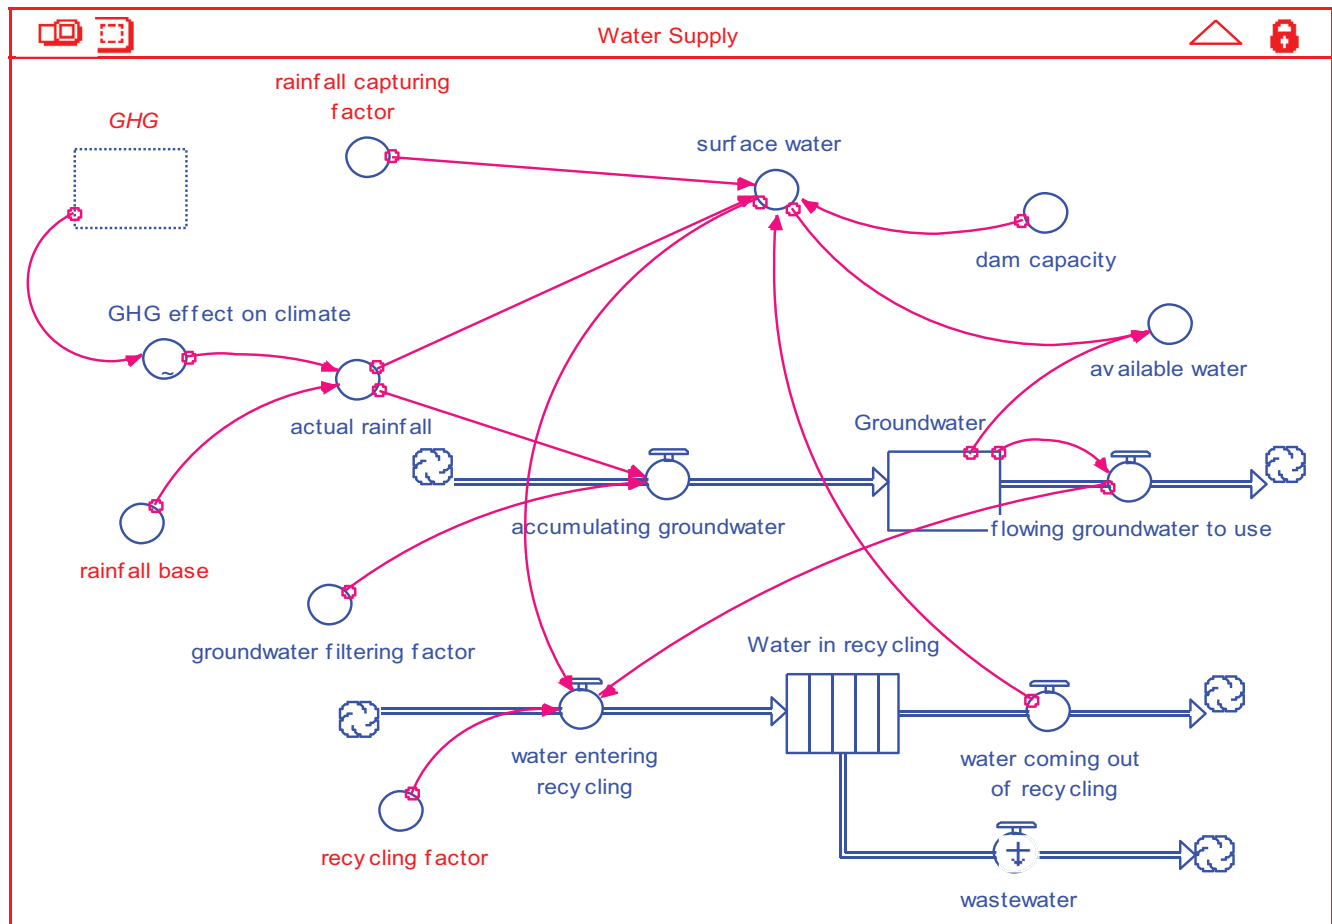 Water Supply
rainfall capturing
factor
GHG
surface water
dam capacity
GHG effect on climate
available water
actual rainfall
Groundwater
accumulating groundwater
flowing groundwater to use
rainfall base
groundwater filtering factor
Water in recycling
water entering
recycling
water coming out
of recycling
recycling factor
wastewater